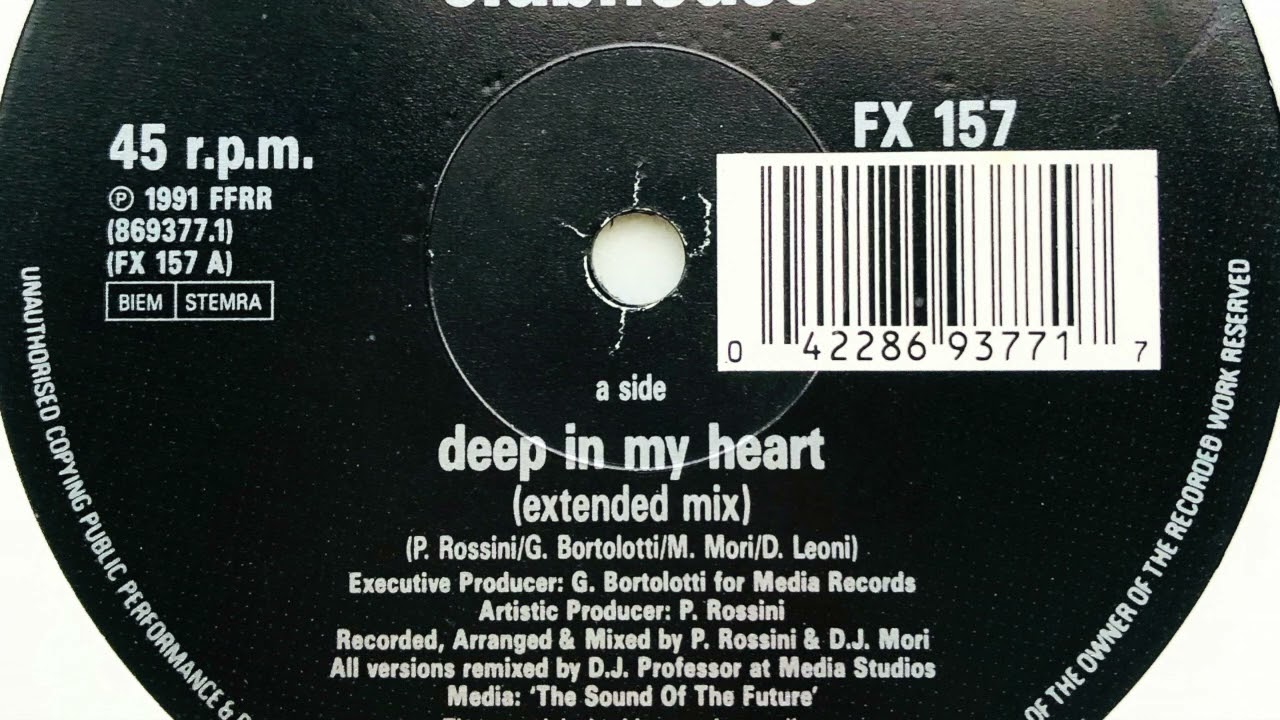 clubhouse
45 r.p.m.
Ⓟ 1991 FFRR
(869377.1)
(FX 157 A)
BIEM STEMRA
FX 157
0 42286 93771 7
a side
deep in my heart
(extended mix)
(P. Rossini/G. Bortolotti/M. Mori/D. Leoni)
Executive Producer: G. Bortolotti for Media Records
Artistic Producer: P. Rossini
Recorded, Arranged & Mixed by P. Rossini & D.J. Mori
All versions remixed by D.J. Professor at Media Studios
Media: 'The Sound Of The Future'
UNAUTHORISED COPYING PUBLIC PERFORMANCE &
OF THE OWNER OF THE RECORDED WORK RESERVED